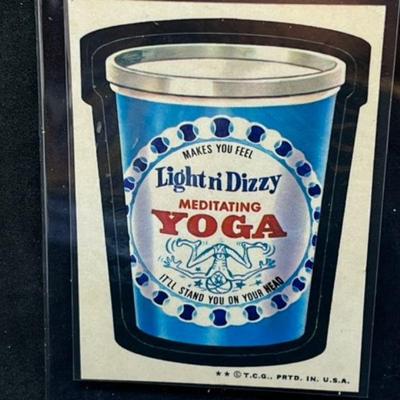 MAKES YOU FEEL
Light n' Dizzy
MEDITATING
YOGA
IT'LL STAND YOU ON YOUR HEAD
★★ © T.C.G., PRTD. IN. U.S.A.